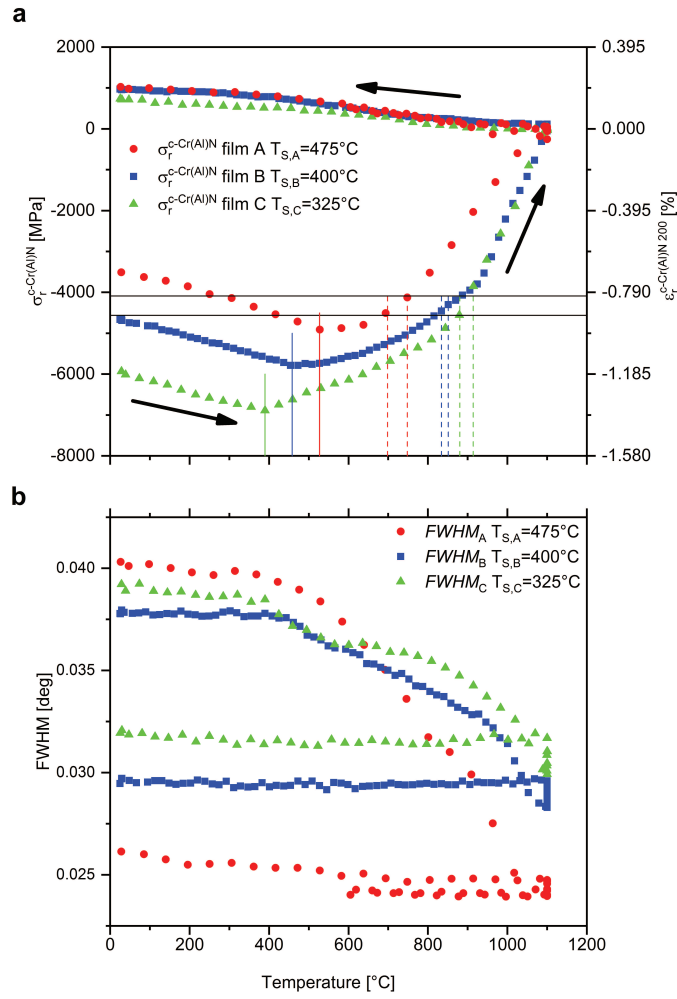 a
2000
0
-2000
-4000
-6000
-8000
σr^c-Cr(Al)N [MPa]
0.395
0.000
-0.395
-0.790
-1.185
-1.580
εr^c-Cr(Al)N 200 [%]
σr^c-Cr(Al)N film A TS,A=475°C
σr^c-Cr(Al)N film B TS,B=400°C
σr^c-Cr(Al)N film C TS,C=325°C
b
0.040
0.035
0.030
0.025
FWHM [deg]
FWHMA TS,A=475°C
FWHMB TS,B=400°C
FWHMC TS,C=325°C
0 200 400 600 800 1000 1200
Temperature [°C]